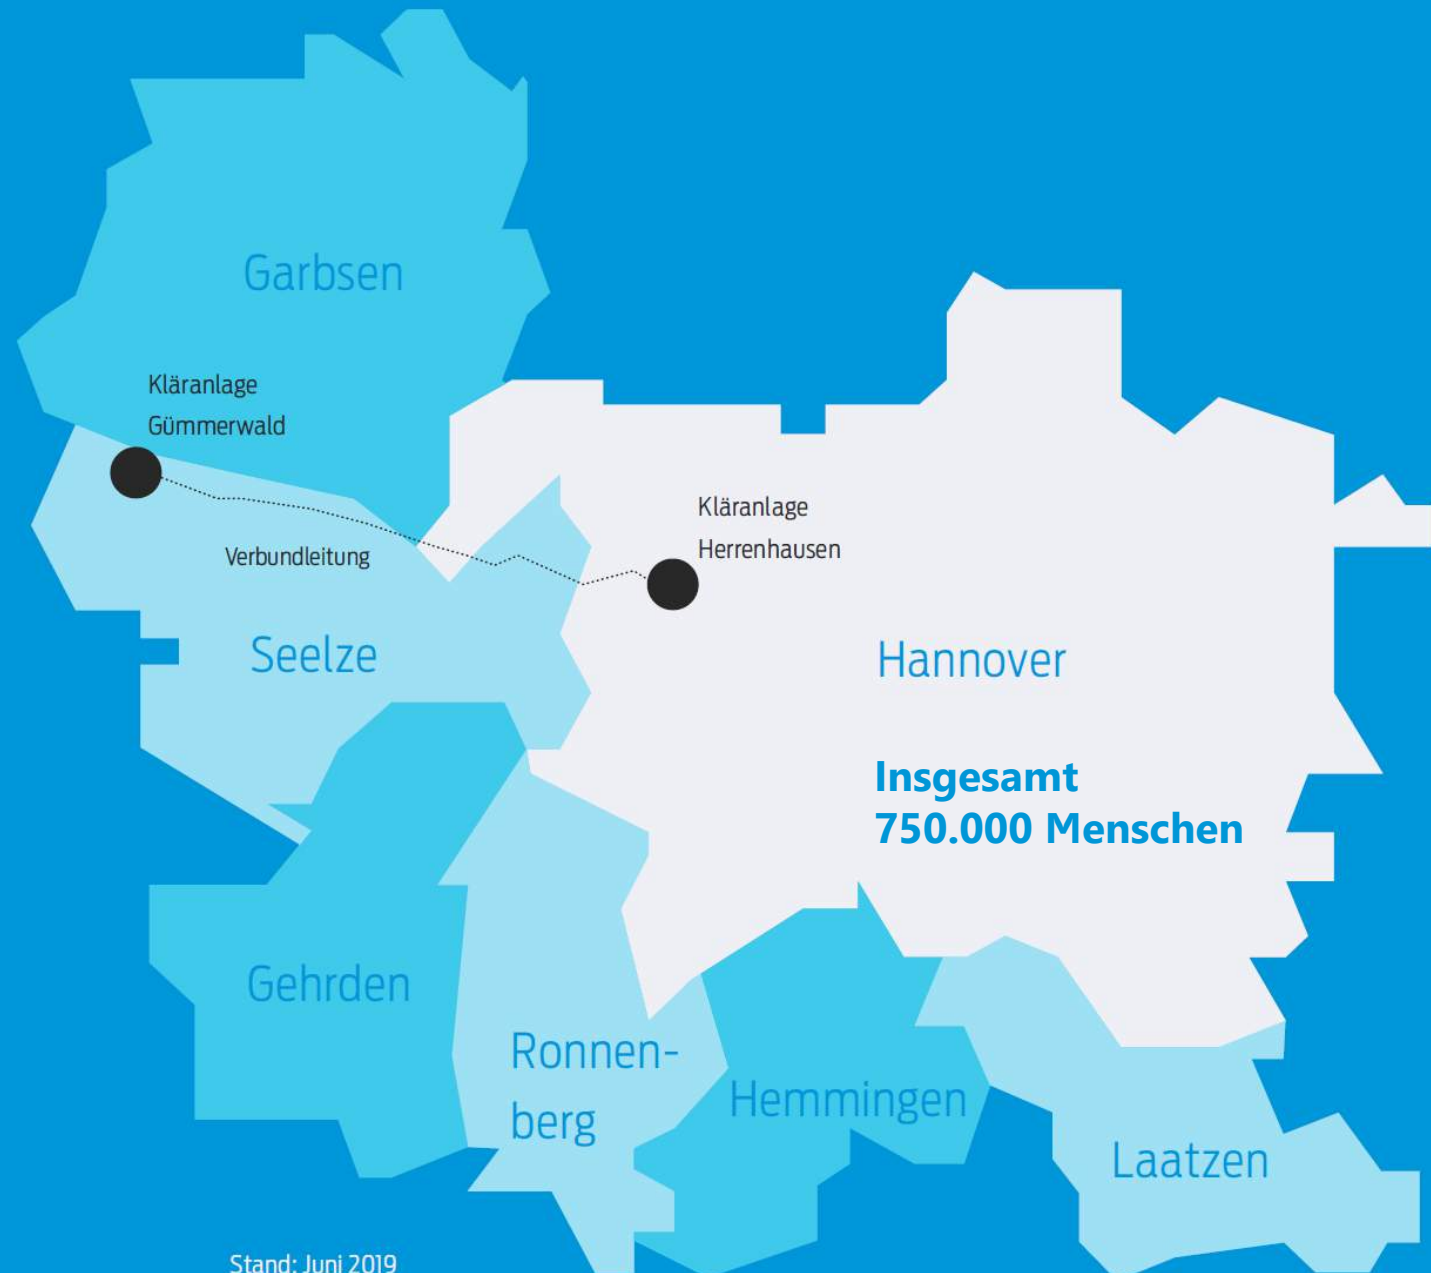 Garbsen
Kläranlage
Gümmerwald
Kläranlage
Herrenhausen
Verbundleitung
Seelze
Hannover
Insgesamt
750.000 Menschen
Gehrden
Ronnen-
berg
Hemmingen
Laatzen
Stand: Juni 2019